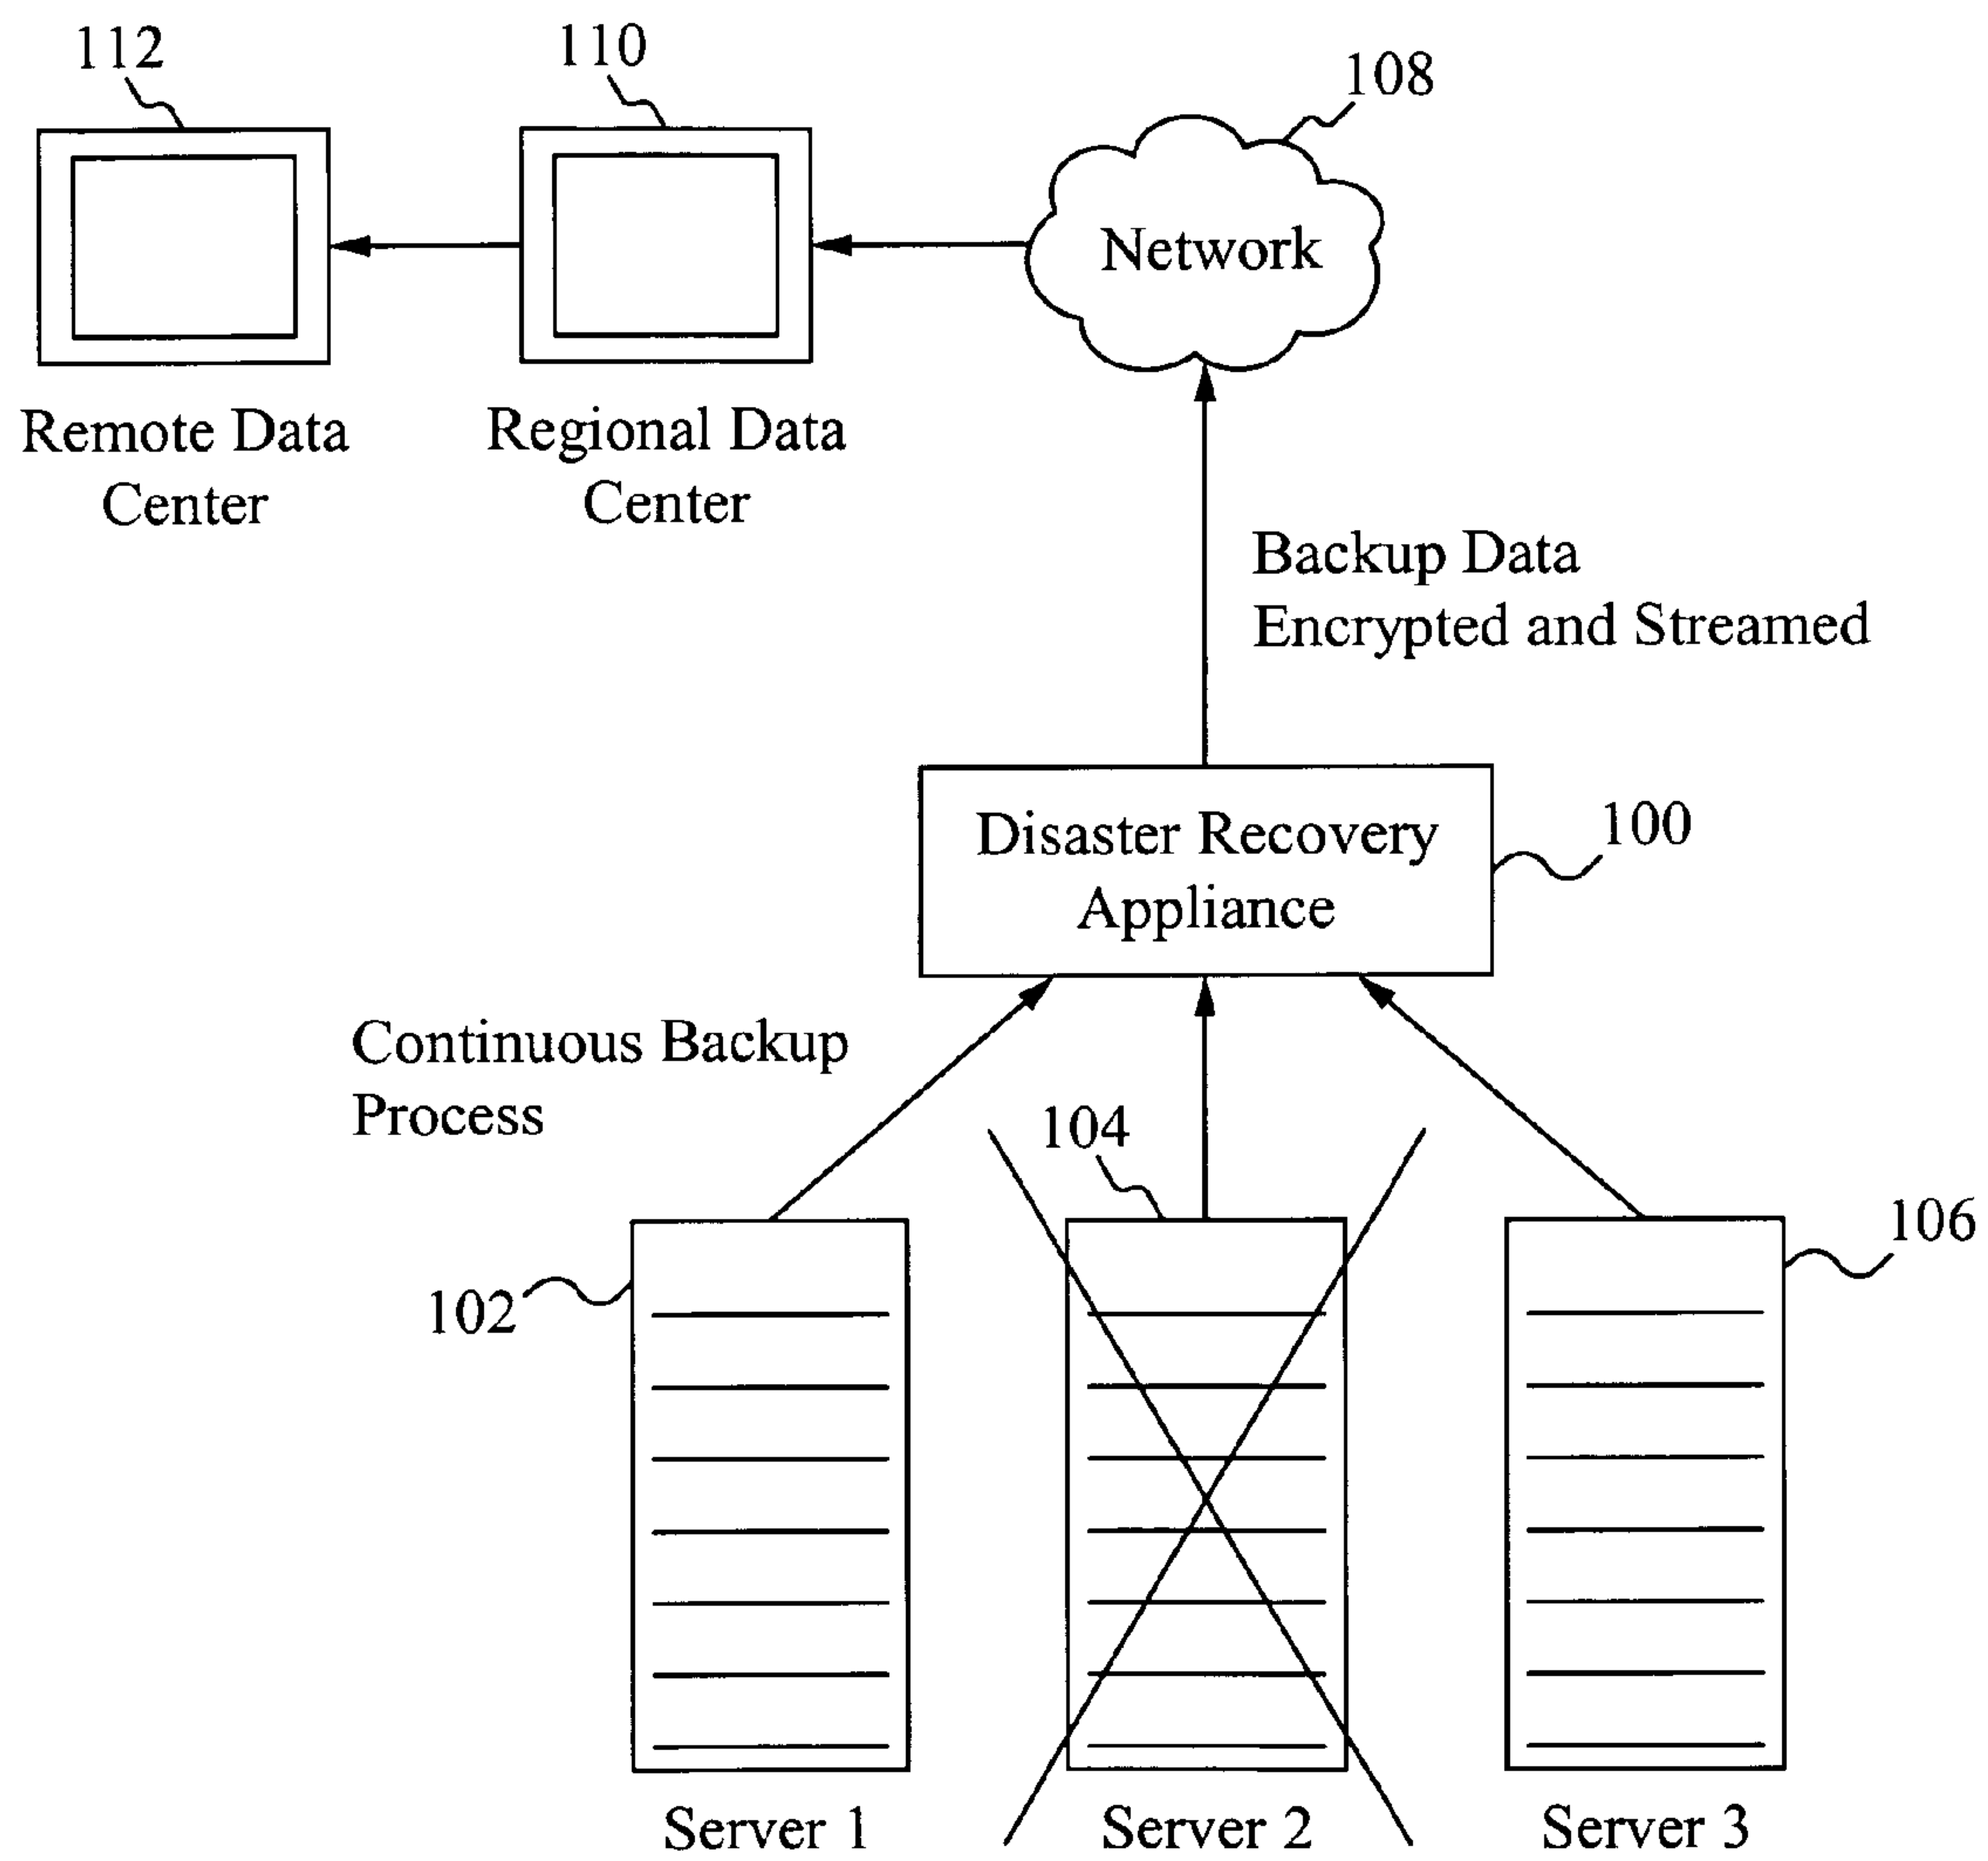 112
110
108
Network
Remote Data
Center
Regional Data
Center
Backup Data
Encrypted and Streamed
Disaster Recovery
Appliance
100
Continuous Backup
Process
104
102
106
Server 1
Server 2
Server 3